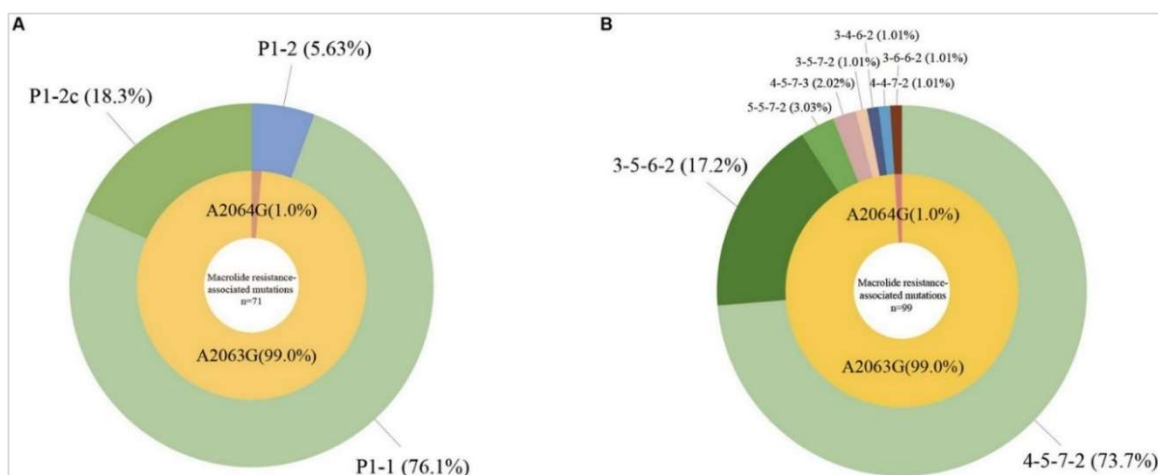 A
P1-2 (5.63%)
P1-2c (18.3%)
A2064G(1.0%)
Macrolide resistance-
associated mutations
n=71
A2063G(99.0%)
P1-1 (76.1%)
B
3-4-6-2 (1.01%)
3-5-7-2 (1.01%)
3-6-6-2 (1.01%)
4-5-7-3 (2.02%)
4-4-7-2 (1.01%)
5-5-7-2 (3.03%)
3-5-6-2 (17.2%)
A2064G(1.0%)
Macrolide resistance-
associated mutations
n=99
A2063G(99.0%)
4-5-7-2 (73.7%)